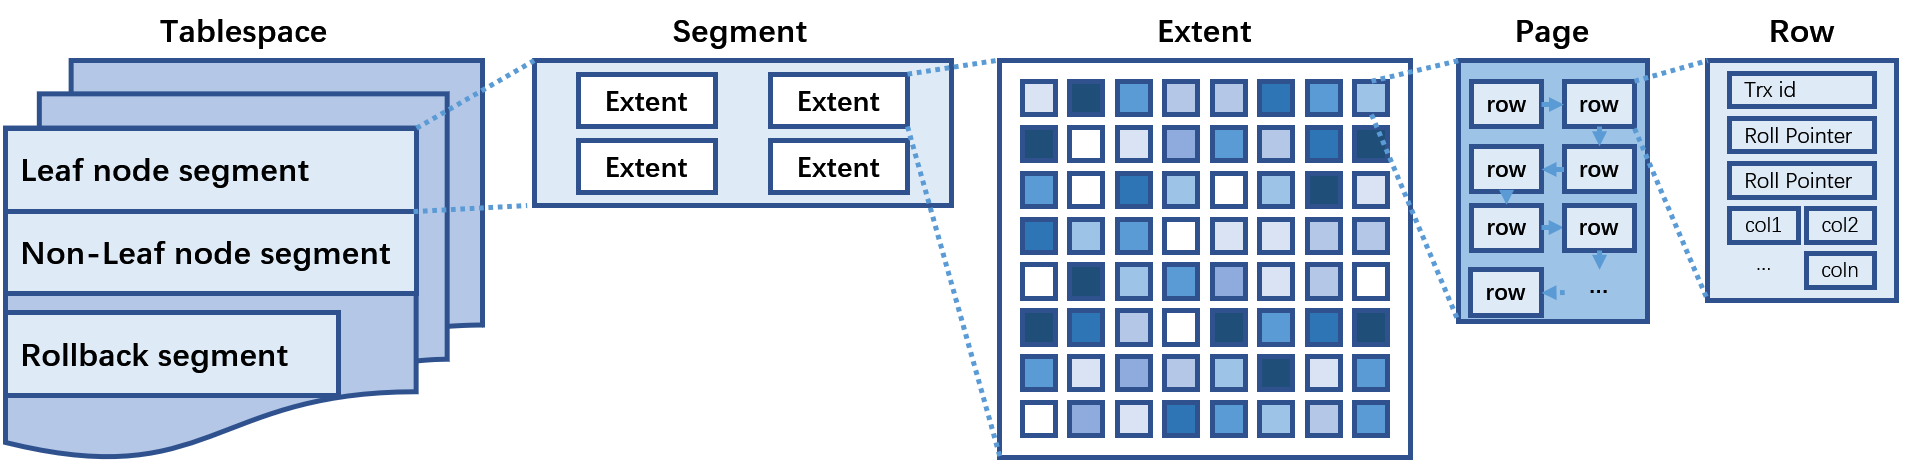 Tablespace
Segment
Extent
Page
Row
Leaf node segment
Non-Leaf node segment
Rollback segment
Extent Extent
Extent Extent
row row
row row
row row
row ...
Trx id
Roll Pointer
Roll Pointer
col1 col2
... coln